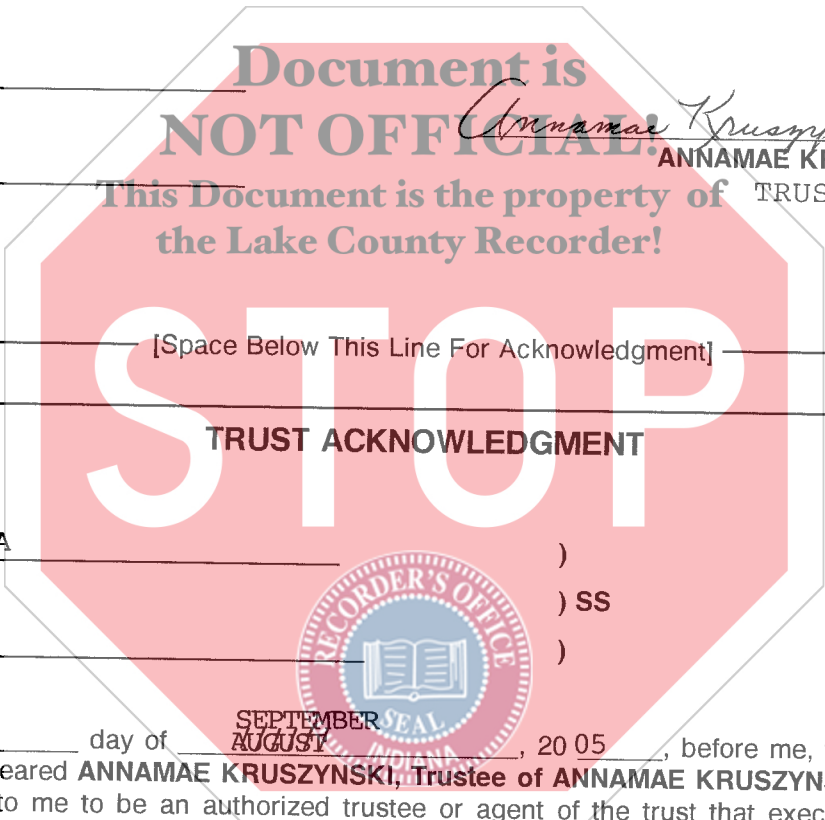 Document is
NOT OFFICIAL!
Annamae Kruszyn
ANNAMAE KR
This Document is the property of
TRUS
the Lake County Recorder!
[Space Below This Line For Acknowledgment]
STOP
TRUST ACKNOWLEDGMENT
A )
) SS
)
RECORDER'S OFFICE
SEAL
INDIANA
SEPTEMBER
day of AUGUST, 20 05, before me,
eared ANNAMAE KRUSZYNSKI, Trustee of ANNAMAE KRUSZYN
to me to be an authorized trustee or agent of the trust that exec